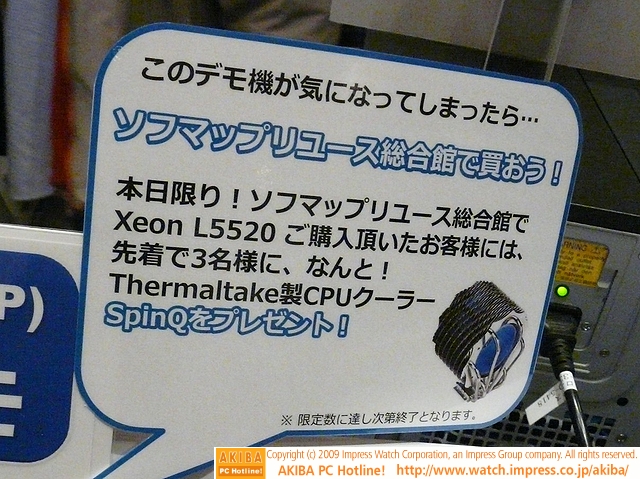 このデモ機が気になってしまったら…
ソフマップリユース総合館で買おう！
本日限り！ソフマップリユース総合館で
Xeon L5520 ご購入頂いたお客様には、
先着で3名様に、なんと！
Thermaltake製CPUクーラー
SpinQをプレゼント！
※ 限定数に達し次第終了となります。
P)
WARNING
AKIBA
PC Hotline!
Copyright (c) 2009 Impress Watch Corporation, an Impress Group company. All rights reserved.
AKIBA PC Hotline! http://www.watch.impress.co.jp/akiba/